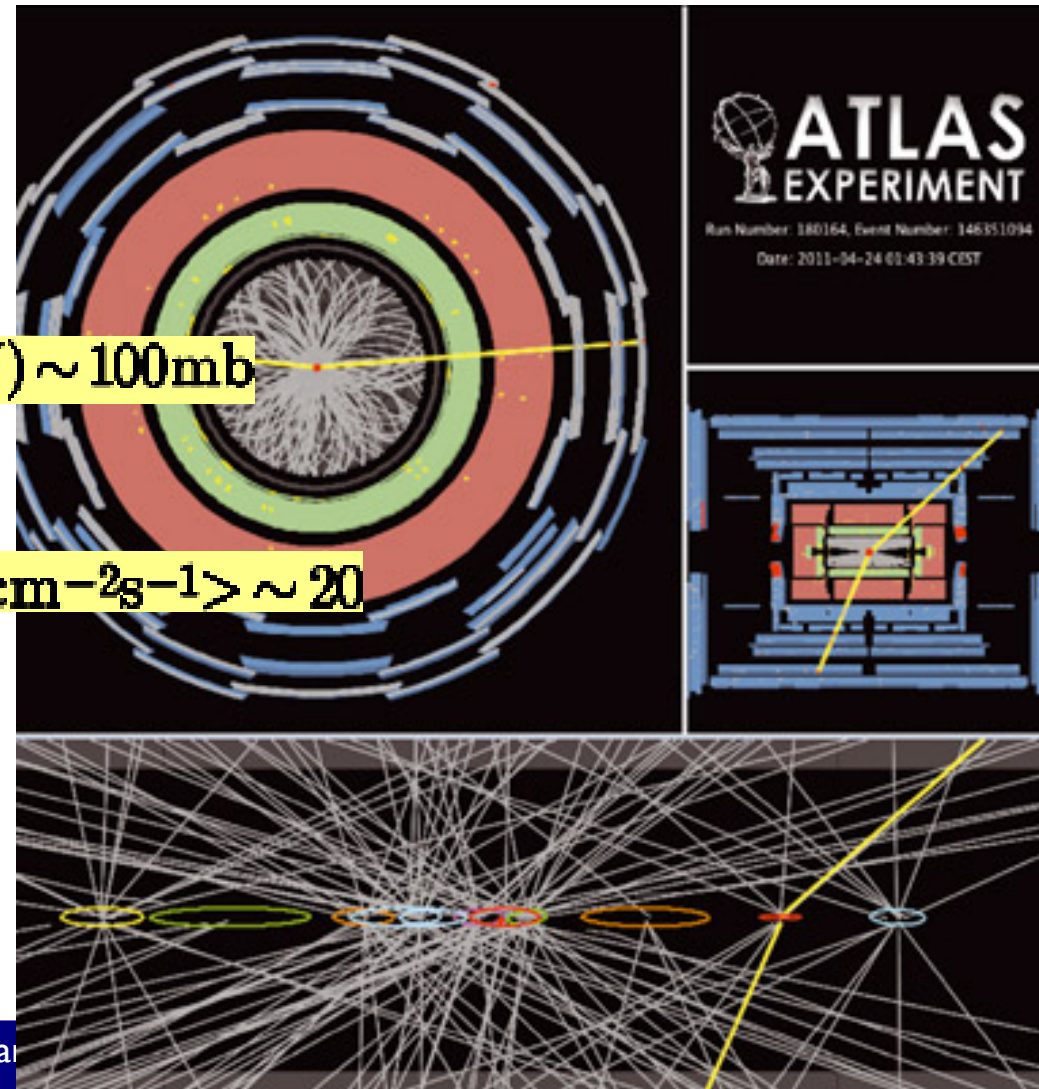 ATLAS
EXPERIMENT
Run Number: 180164, Event Number: 146351094
Date: 2011-04-24 01:43:39 CEST
) ~ 100mb
cm⁻²s⁻¹> ~ 20